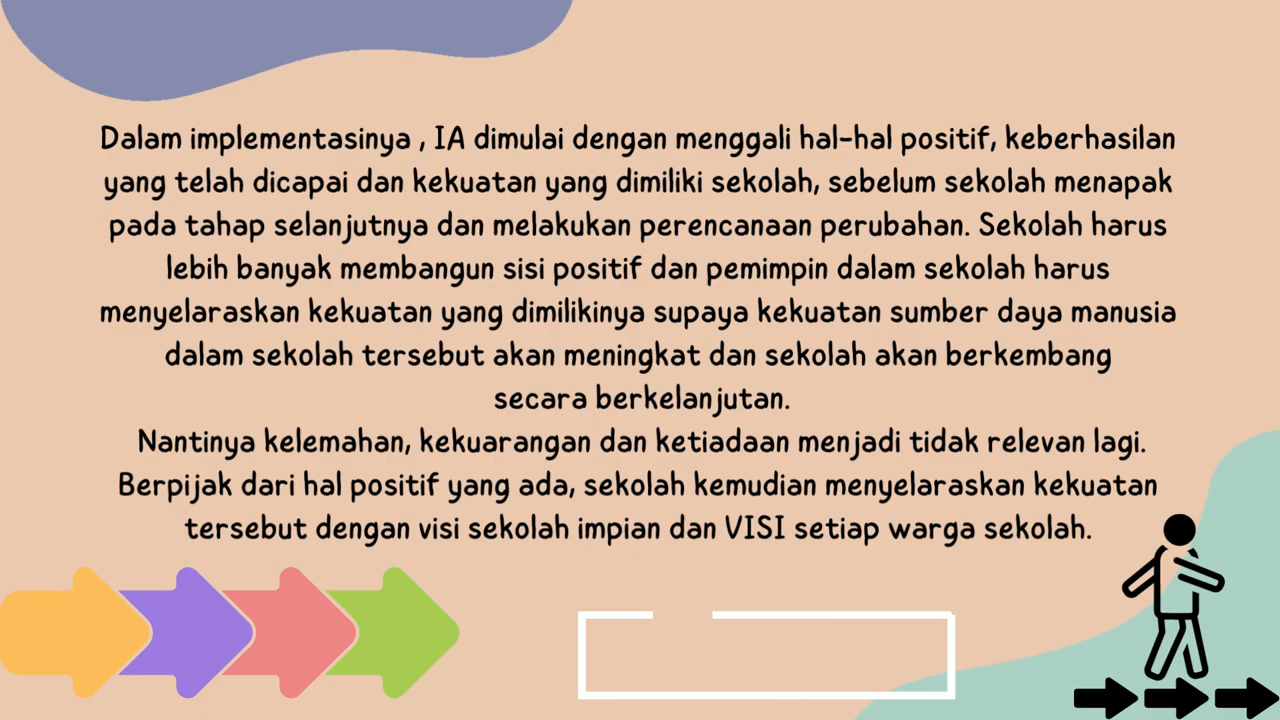 Dalam implementasinya , IA dimulai dengan menggali hal-hal positif, keberhasilan
yang telah dicapai dan kekuatan yang dimiliki sekolah, sebelum sekolah menapak
pada tahap selanjutnya dan melakukan perencanaan perubahan. Sekolah harus
lebih banyak membangun sisi positif dan pemimpin dalam sekolah harus
menyelaraskan kekuatan yang dimilikinya supaya kekuatan sumber daya manusia
dalam sekolah tersebut akan meningkat dan sekolah akan berkembang
secara berkelanjutan.
Nantinya kelemahan, kekuarangan dan ketiadaan menjadi tidak relevan lagi.
Berpijak dari hal positif yang ada, sekolah kemudian menyelaraskan kekuatan
tersebut dengan visi sekolah impian dan VISI setiap warga sekolah.